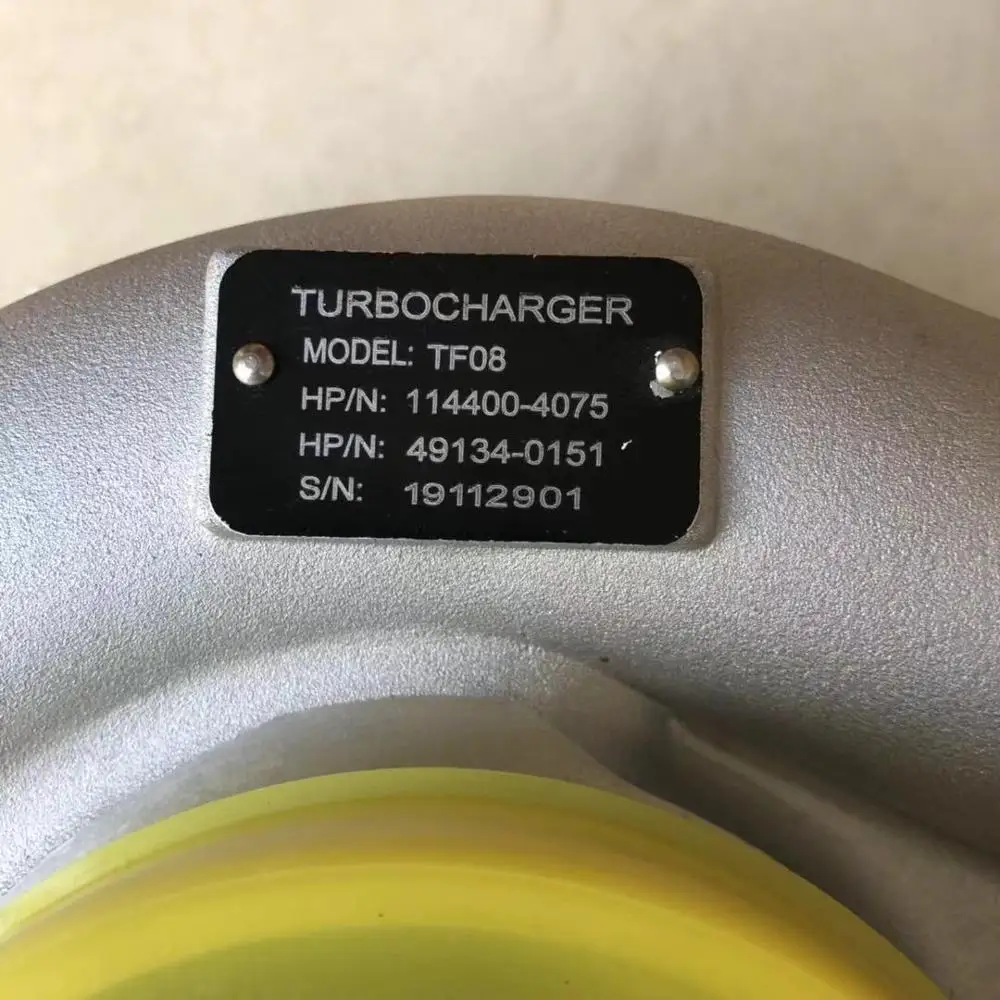 TURBOCHARGER
MODEL: TF08
HP/N: 114400-4075
HP/N: 49134-0151
S/N: 19112901